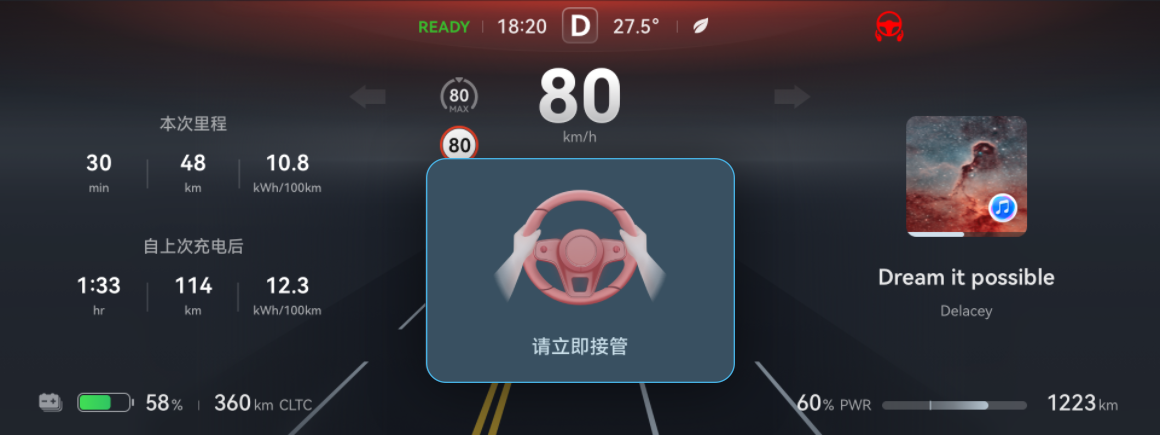 READY 18:20 D 27.5°
80 MAX
80 km/h
80
本次里程
30 min 48 km 10.8 kWh/100km
自上次充电后
1:33 hr 114 km 12.3 kWh/100km
请立即接管
Dream it possible
Delacey
58% 360 km CLTC
60% PWR 1223 km